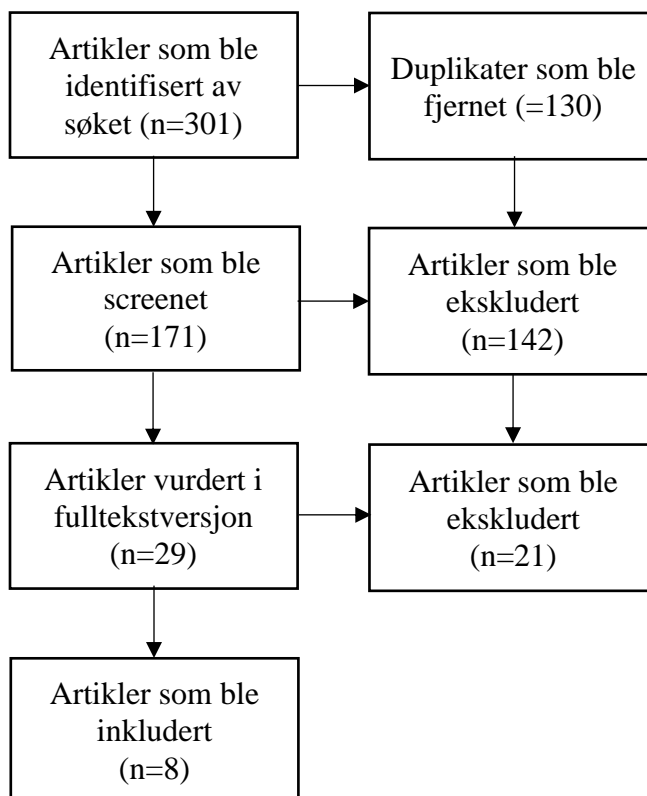 Artikler som ble
identifisert av
søket (n=301)
Duplikater som ble
fjernet (=130)
Artikler som ble
screenet
(n=171)
Artikler som ble
ekskludert
(n=142)
Artikler vurdert i
fulltekstversjon
(n=29)
Artikler som ble
ekskludert
(n=21)
Artikler som ble
inkludert
(n=8)